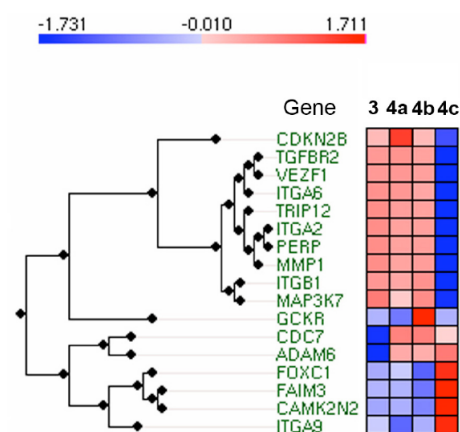 -1.731 -0.010 1.711
Gene 3 4a 4b 4c
CDKN2B
TGFBR2
VEZF1
ITGA6
TRIP12
ITGA2
PERP
MMP1
ITGB1
MAP3K7
GCKR
CDC7
ADAM6
FOXC1
FAIM3
CAMK2N2
ITGA9